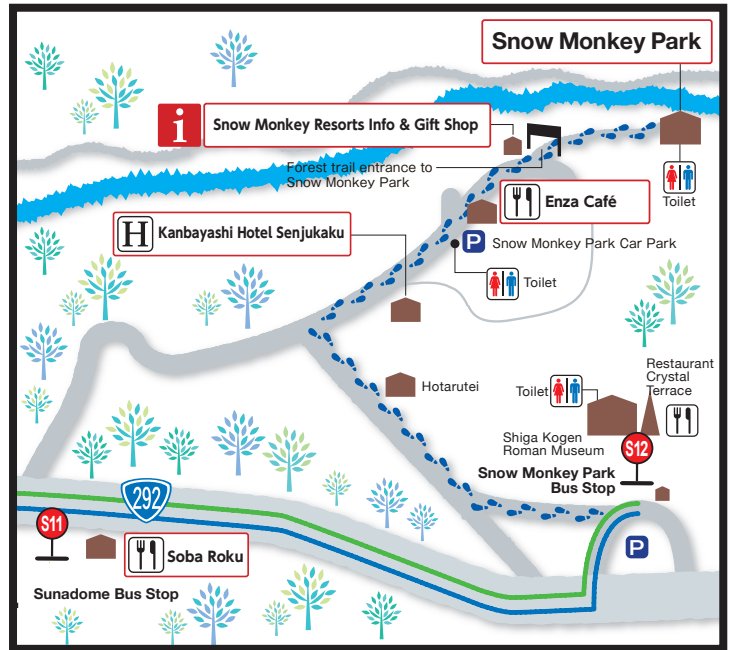 Snow Monkey Park
i
Snow Monkey Resorts Info & Gift Shop
Forest trail entrance to
Snow Monkey Park
Toilet
Enza Café
H
Kanbayashi Hotel Senjukaku
P
Snow Monkey Park Car Park
Toilet
Hotarutei
Restaurant
Crystal
Terrace
Toilet
Shiga Kogen
Roman Museum
S12
Snow Monkey Park
Bus Stop
292
S11
Soba Roku
P
Sunadome Bus Stop